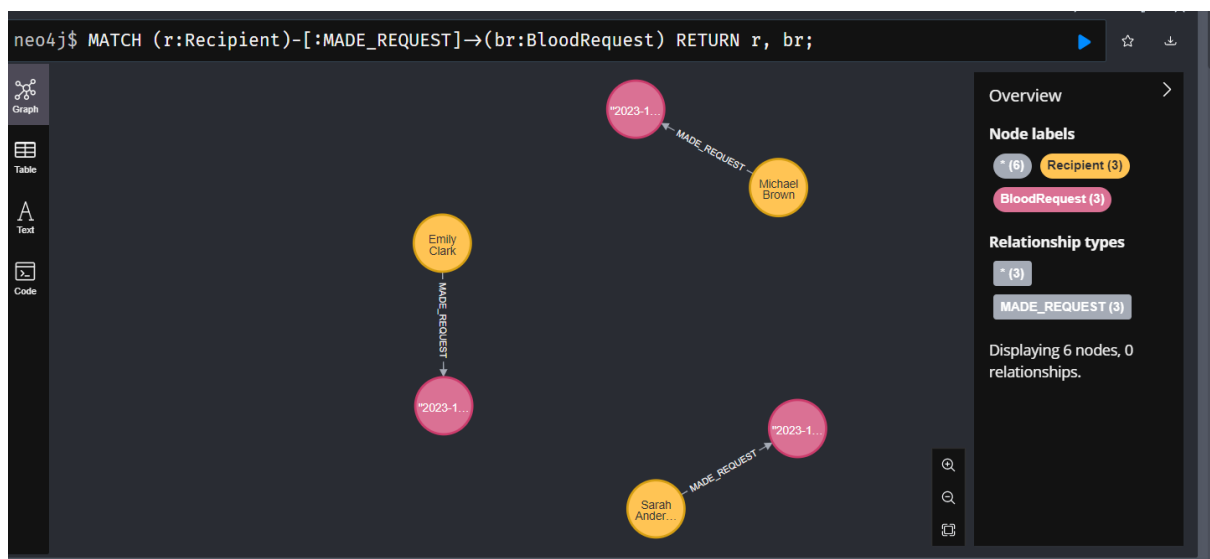 neo4j$ MATCH (r:Recipient)-[:MADE_REQUEST]→(br:BloodRequest) RETURN r, br;
Graph
Table
Text
Code
"2023-1...
MADE_REQUEST
Michael
Brown
Emily
Clark
MADE_REQUEST
"2023-1...
"2023-1...
MADE_REQUEST
Sarah
Ander...
Overview
Node labels
* (6) Recipient (3)
BloodRequest (3)
Relationship types
* (3)
MADE_REQUEST (3)
Displaying 6 nodes, 0
relationships.